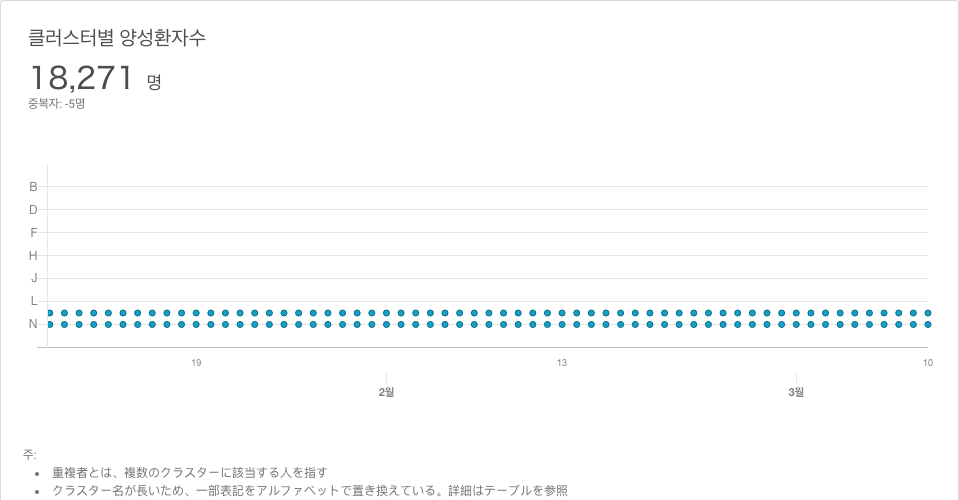 클러스터별 양성환자수
18,271 명
중복자: -5명
B
D
F
H
J
L
N
19 13 10
2월 3월
주:
• 重複者とは、複数のクラスターに該当する人を指す
• クラスター名が長いため、一部表記をアルファベットで置き換えている。詳細はテーブルを参照